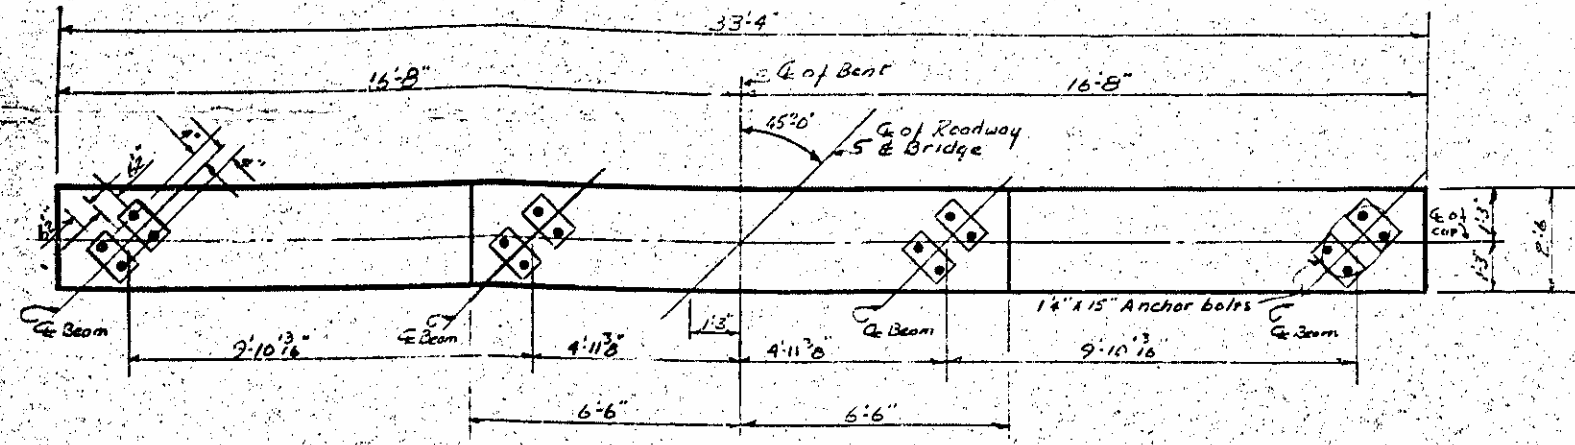 33'-4"
16'-8"
℄ of Bent
16'-8"
45°0'
℄ of Roadway
& ℄ Bridge
4"
4"
℄ of
cap
1'3"
1'3"
2'-6"
1¼" x 15" Anchor bolts
℄ Beam
℄ Beam
℄ Beam
℄ Beam
1'-3"
9'-10 13/16"
4'-11 3/8"
4'-11 3/8"
9'-10 13/16"
6'-6"
6'-6"